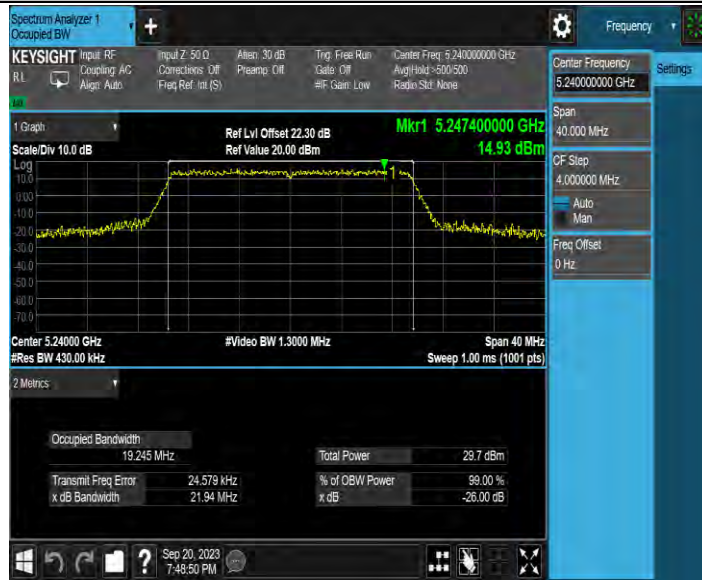 Spectrum Analyzer 1
Occupied BW
+
Frequency
KEYSIGHT
Input: RF
Coupling: AC
Align: Auto
Input Z: 50 Ω
Corrections: Off
Freq Ref: Int (S)
Atten: 30 dB
Preamp: Off
Trig: Free Run
Gate: Off
#IF Gain: Low
Center Freq: 5.240000000 GHz
Avg|Hold:>500/500
Radio Std: None
RL
Center Frequency
5.240000000 GHz
Settings
Span
40.000 MHz
CF Step
4.000000 MHz
Auto
Man
Freq Offset
0 Hz
1 Graph
Scale/Div 10.0 dB
Ref Lvl Offset 22.30 dB
Ref Value 20.00 dBm
Mkr1 5.247400000 GHz
14.93 dBm
Log
10.0
0.00
-10.0
-20.0
-30.0
-40.0
-50.0
-60.0
-70.0
1
Center 5.24000 GHz
#Video BW 1.3000 MHz
Span 40 MHz
#Res BW 430.00 kHz
Sweep 1.00 ms (1001 pts)
2 Metrics
Occupied Bandwidth
19.245 MHz
Total Power 29.7 dBm
Transmit Freq Error 24.579 kHz
% of OBW Power 99.00 %
x dB Bandwidth 21.94 MHz
x dB -26.00 dB
?
Sep 20, 2023
7:48:50 PM